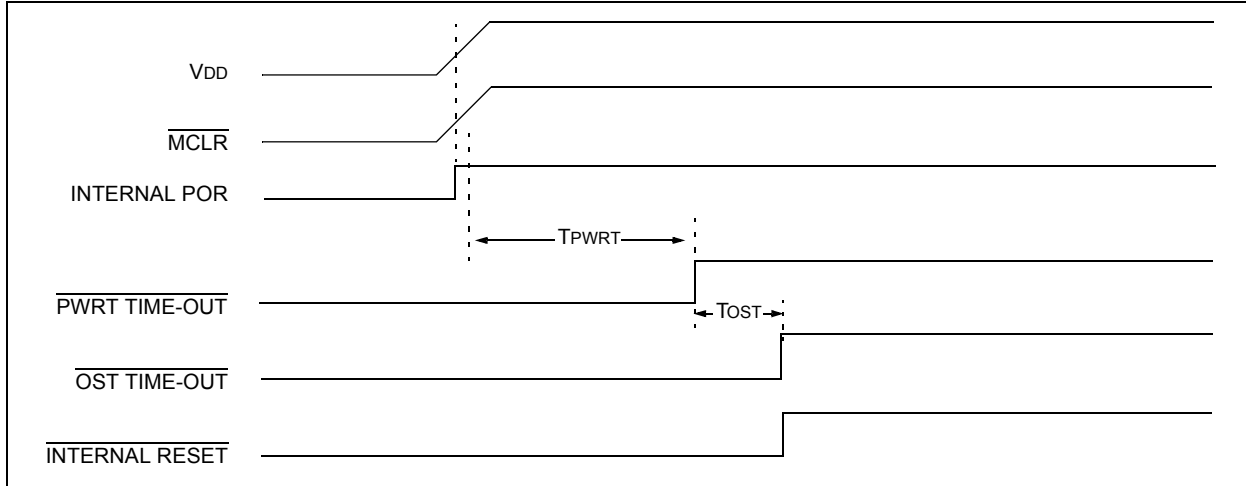 VDD
MCLR
INTERNAL POR
TPWRT
PWRT TIME-OUT
TOST
OST TIME-OUT
INTERNAL RESET